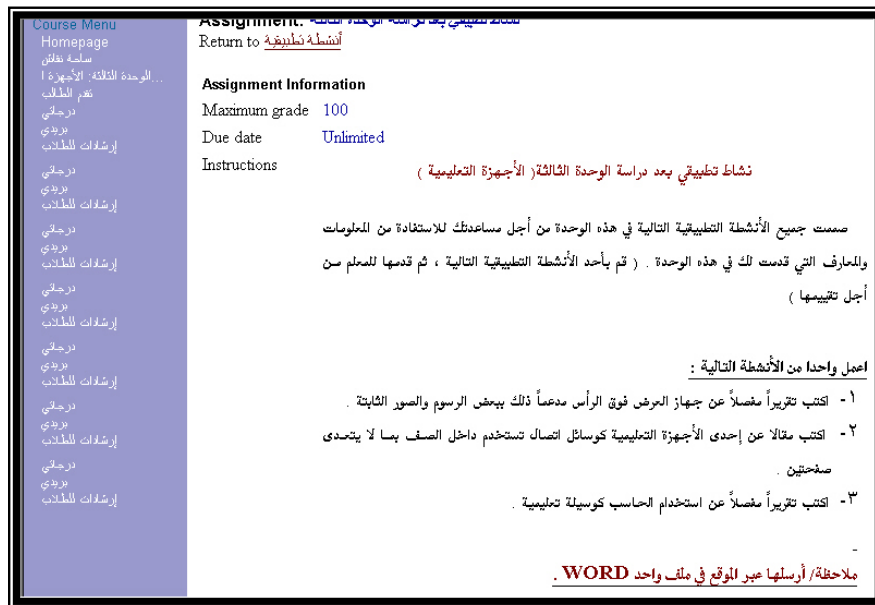 Course Menu
Homepage
ساحة نقاش
الوحدة الثالثة: الأجهزة ا...
تقدم الطالب
درجاتي
بريدي
إرشادات للطلاب
درجاتي
بريدي
إرشادات للطلاب
درجاتي
بريدي
إرشادات للطلاب
درجاتي
بريدي
إرشادات للطلاب
درجاتي
بريدي
إرشادات للطلاب
درجاتي
بريدي
إرشادات للطلاب
درجاتي
بريدي
إرشادات للطلاب
Assignment: نشاط تطبيقي بعد دراسة الوحدة الثالثة
Return to أنشطة تطبيقية
Assignment Information
Maximum grade 100
Due date Unlimited
Instructions
نشاط تطبيقي بعد دراسة الوحدة الثالثة( الأجهزة التعليمية )
صممت جميع الأنشطة التطبيقية التالية في هذه الوحدة من أجل مساعدتك للاستفادة من المعلومات
والمعارف التي قدمت لك في هذه الوحدة . ( قم بأحد الأنشطة التطبيقية التالية ، ثم قدمها للمعلم من
أجل تقييمها )
اعمل واحدا من الأنشطة التالية :
١- اكتب تقريراً مفصلاً عن جهاز العرض فوق الرأس مدعماً ذلك ببعض الرسوم والصور الثابتة .
٢- اكتب مقالا عن إحدى الأجهزة التعليمية كوسائل اتصال تستخدم داخل الصف بما لا يتعدى
صفحتين .
٣- اكتب تقريراً مفصلاً عن استخدام الحاسب كوسيلة تعليمية .
-
ملاحظة/ أرسلها عبر الموقع في ملف واحد WORD .